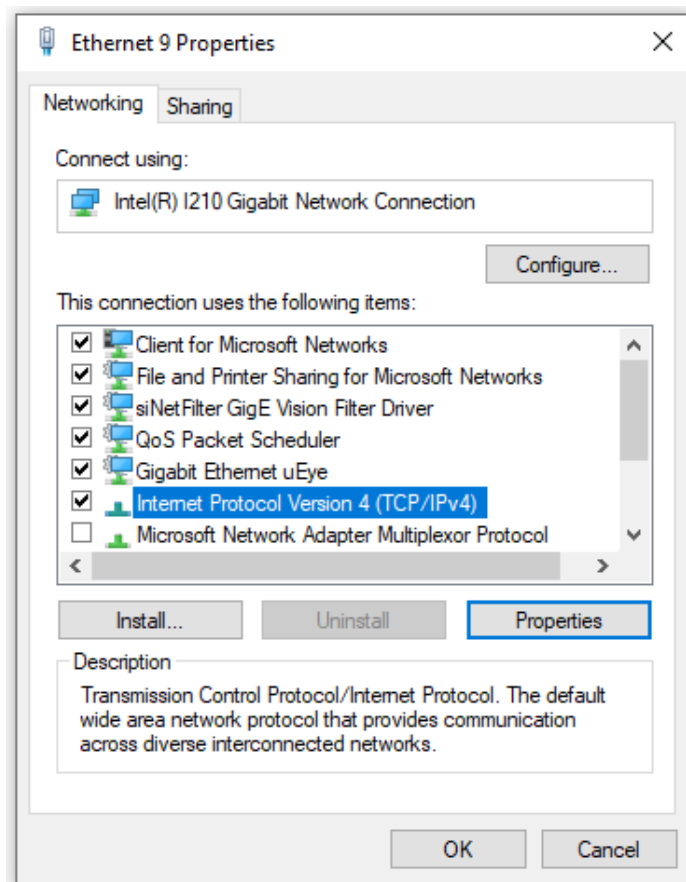 Ethernet 9 Properties
Networking
Sharing
Connect using:
Intel(R) I210 Gigabit Network Connection
Configure...
This connection uses the following items:
Client for Microsoft Networks
File and Printer Sharing for Microsoft Networks
siNetFilter GigE Vision Filter Driver
QoS Packet Scheduler
Gigabit Ethernet uEye
Internet Protocol Version 4 (TCP/IPv4)
Microsoft Network Adapter Multiplexor Protocol
Install...
Uninstall
Properties
Description
Transmission Control Protocol/Internet Protocol. The default
wide area network protocol that provides communication
across diverse interconnected networks.
OK
Cancel